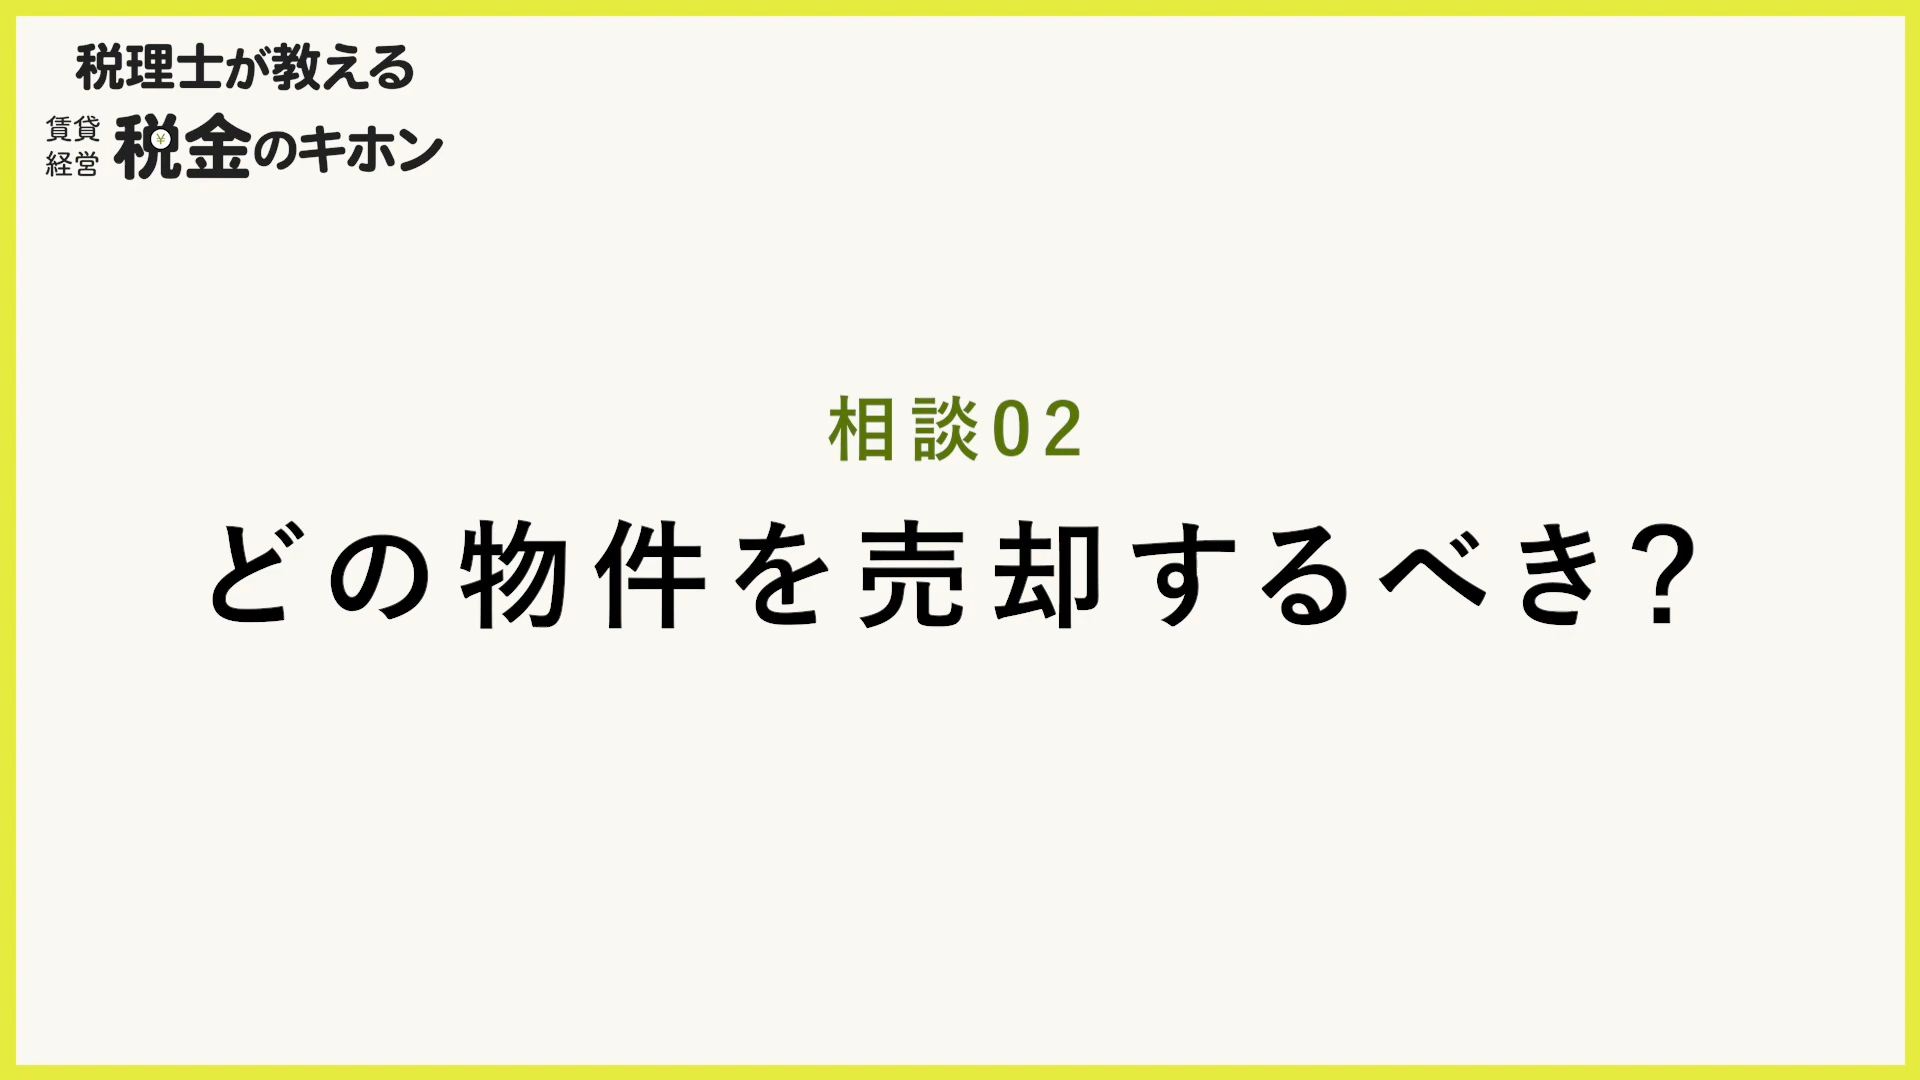 税理士が教える
賃貸経営 税金のキホン
相談02
どの物件を売却するべき？